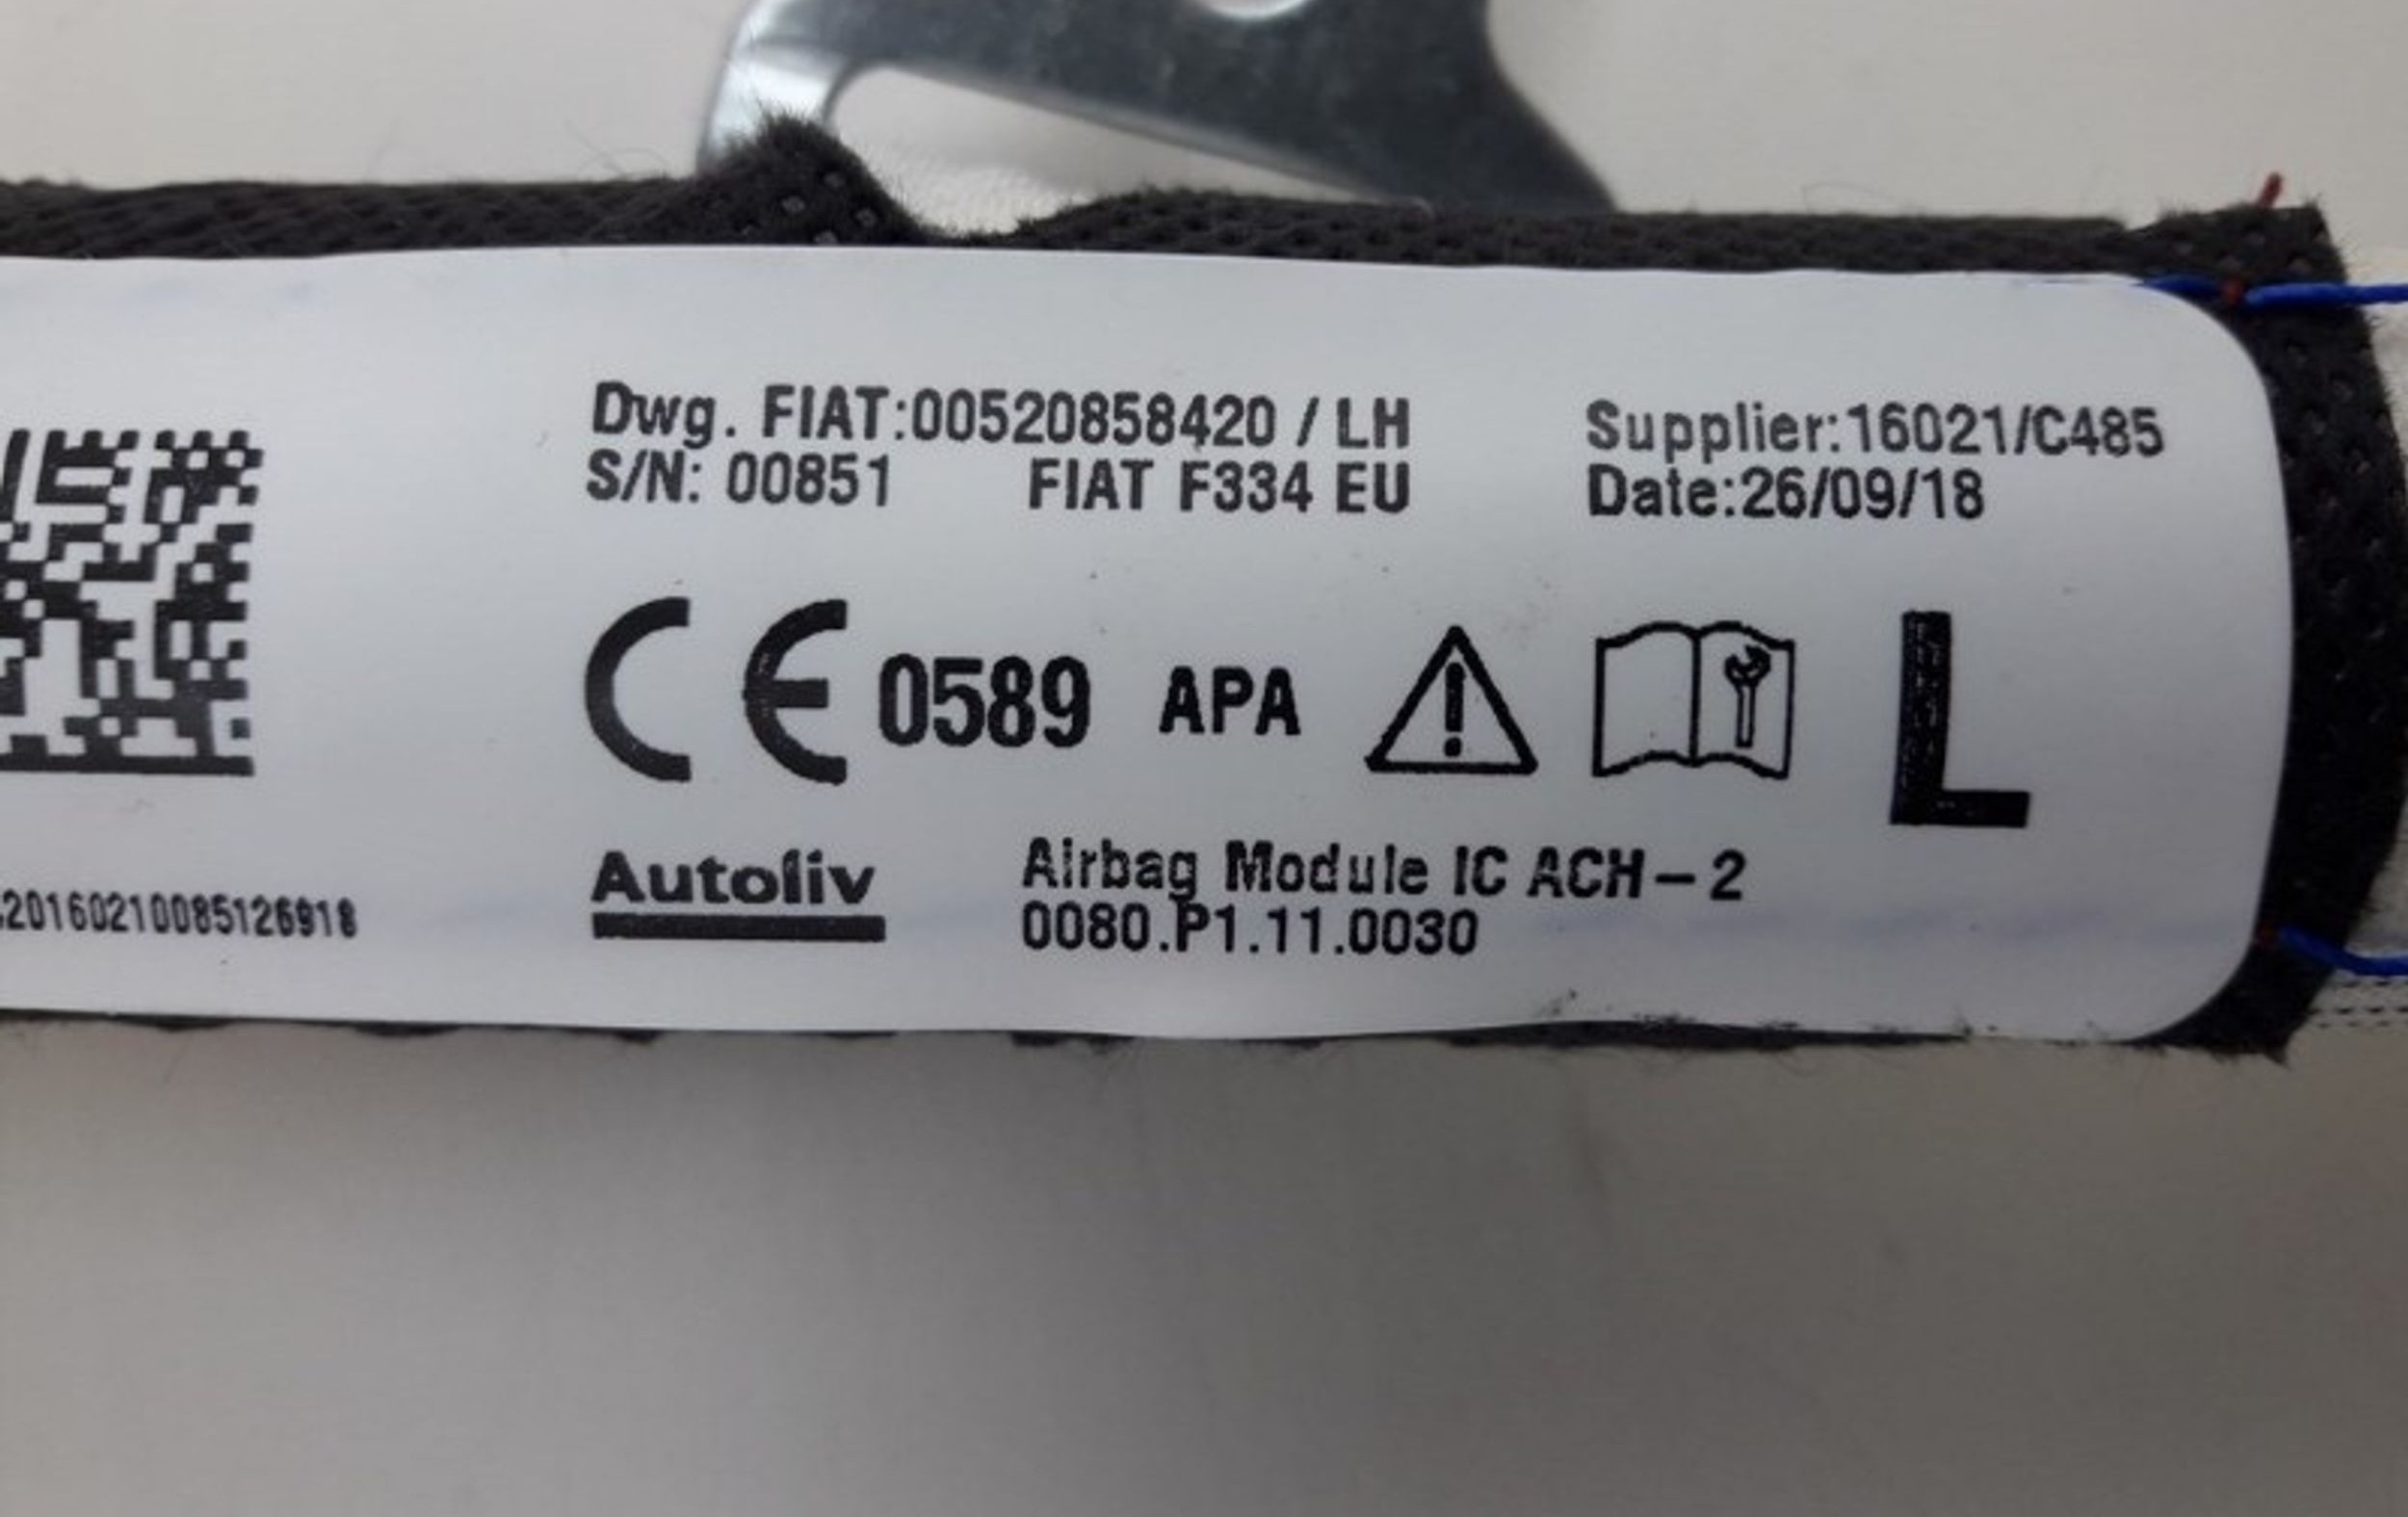 Dwg. FIAT:00520858420 / LH
S/N: 00851 FIAT F334 EU
Supplier:16021/C485
Date:26/09/18
CE 0589 APA
L
Autoliv
Airbag Module IC ACH-2
0080.P1.11.0030
20160210085126918